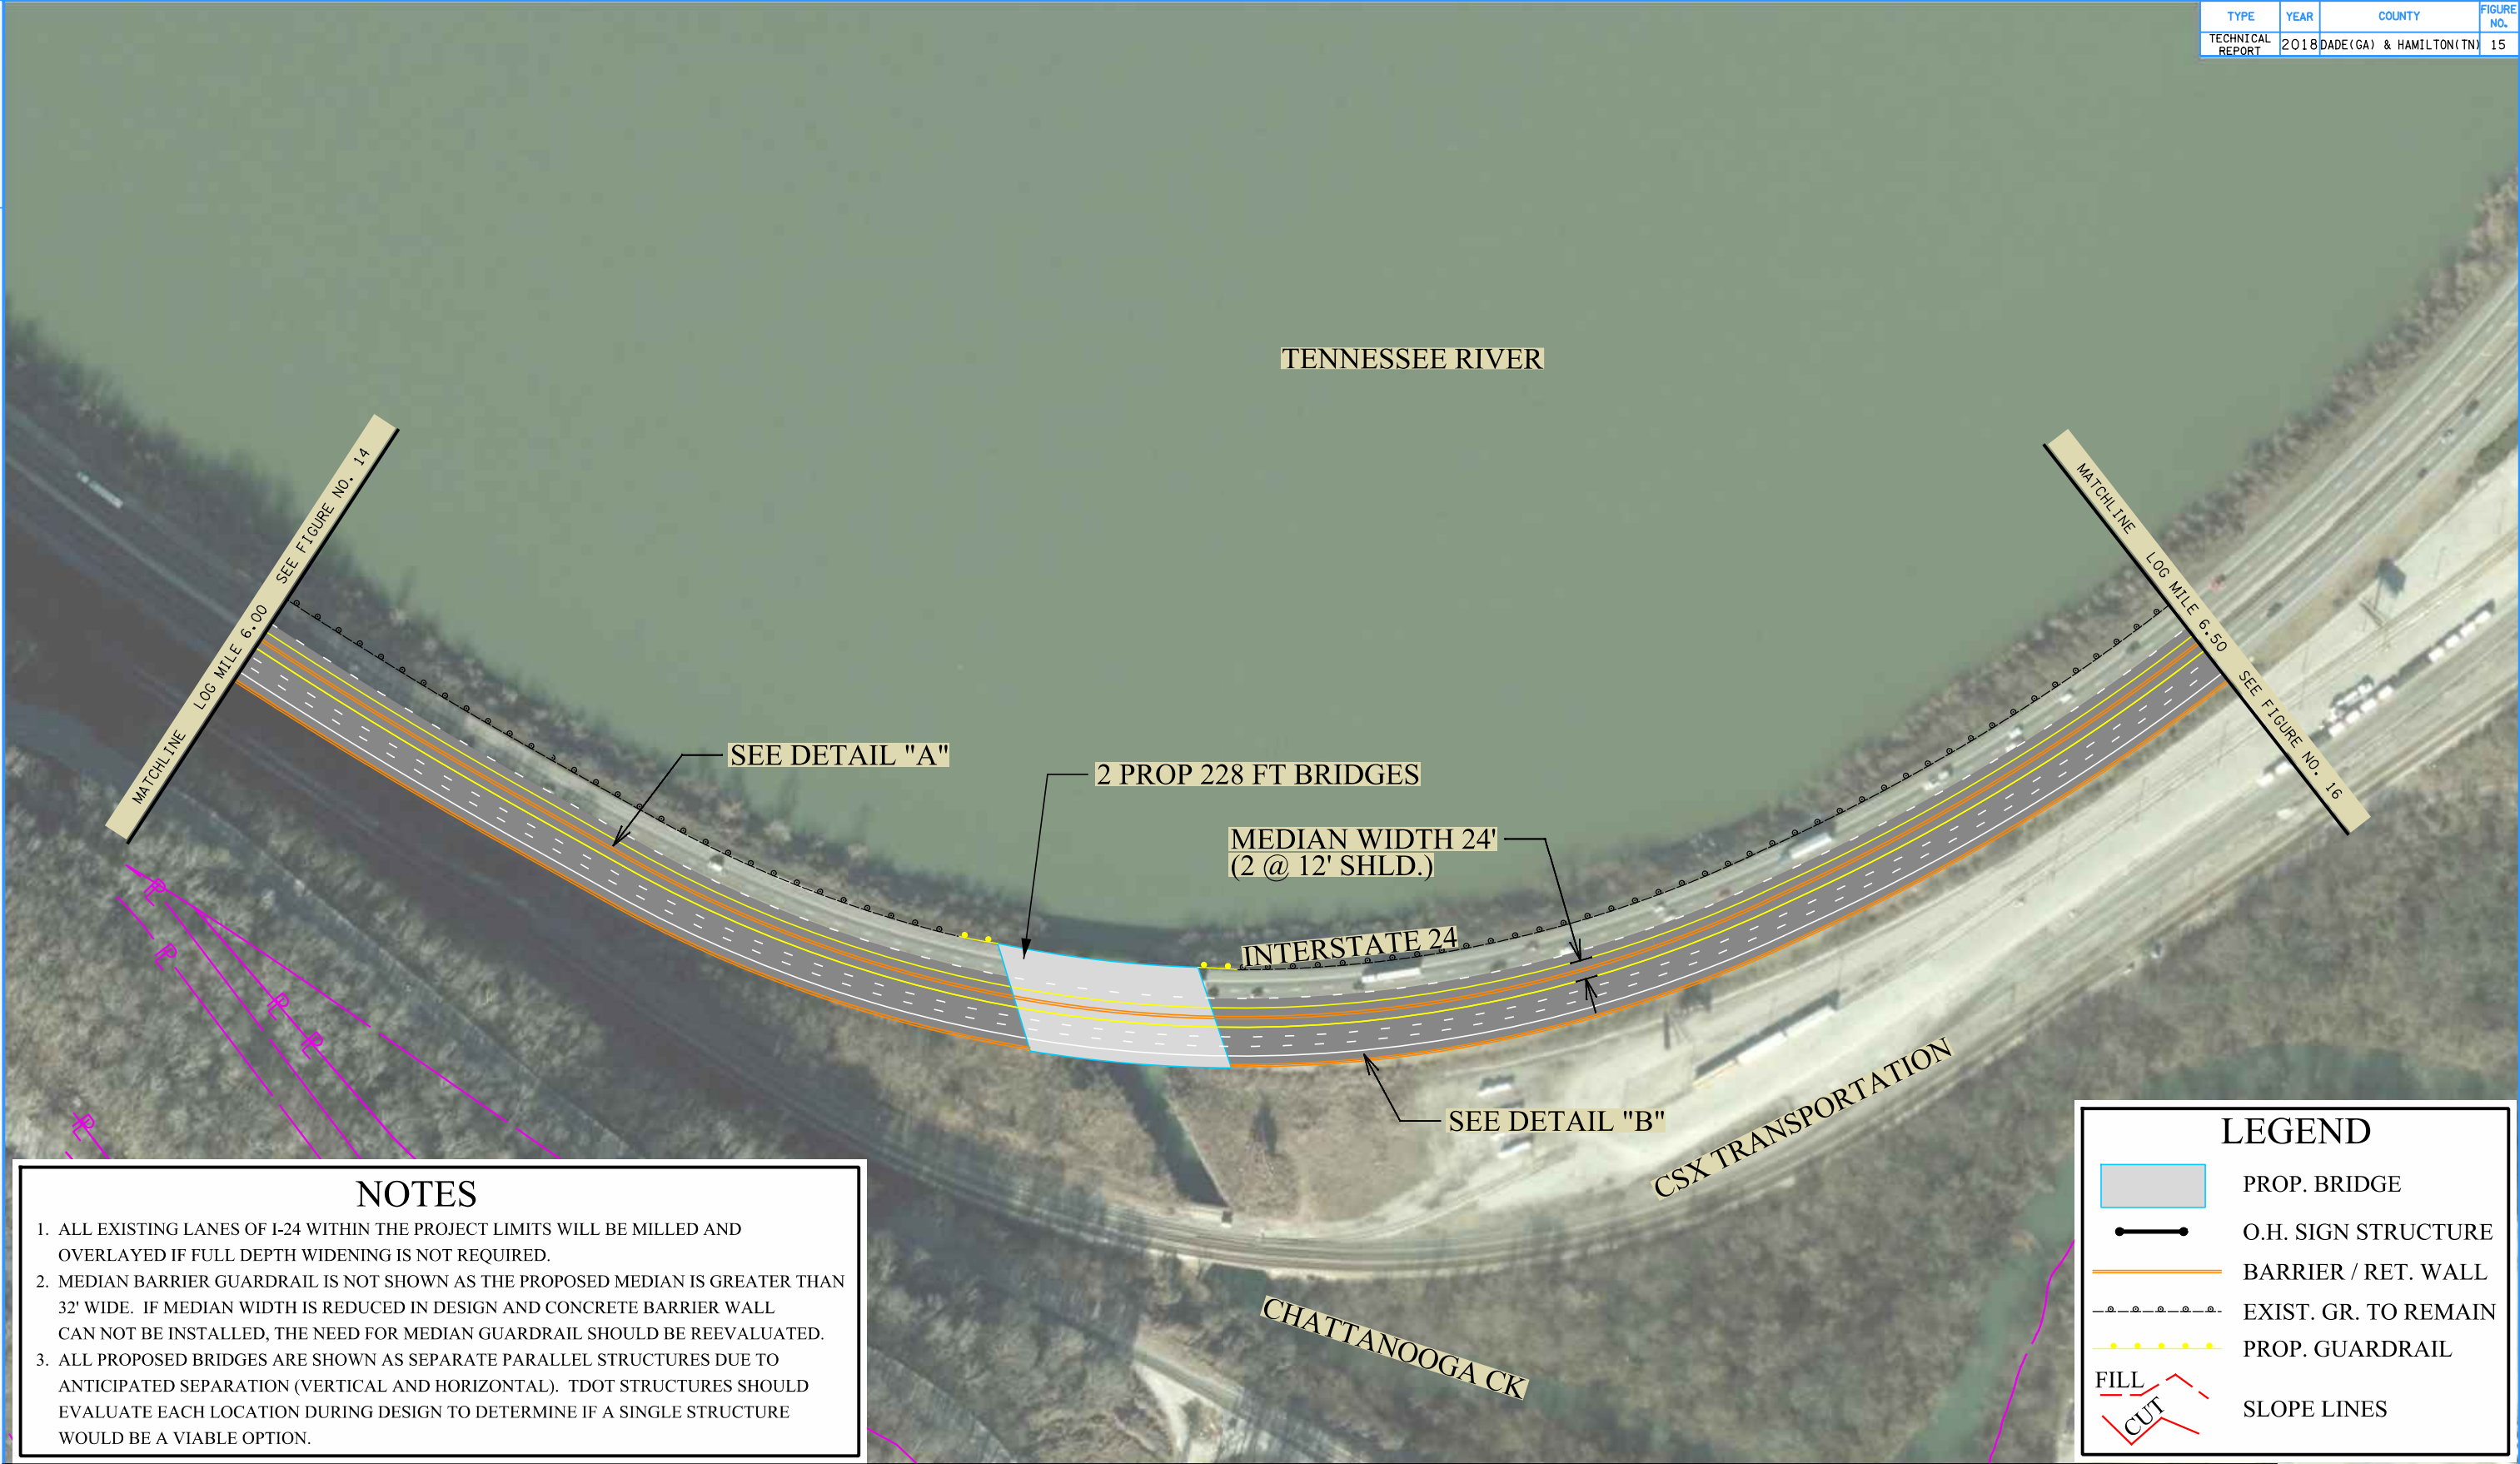 TYPE YEAR COUNTY FIGURE NO.
TECHNICAL REPORT 2018 DADE(GA) & HAMILTON(TN) 15
TENNESSEE RIVER
MATCHLINE LOG MILE 6.00 SEE FIGURE NO. 14
MATCHLINE LOG MILE 6.50 SEE FIGURE NO. 16
SEE DETAIL "A"
2 PROP 228 FT BRIDGES
MEDIAN WIDTH 24'
(2 @ 12' SHLD.)
INTERSTATE 24
SEE DETAIL "B"
CSX TRANSPORTATION
CHATTANOOGA CK
PL
PL
PL
PL
PL
NOTES
1. ALL EXISTING LANES OF I-24 WITHIN THE PROJECT LIMITS WILL BE MILLED AND
OVERLAYED IF FULL DEPTH WIDENING IS NOT REQUIRED.
2. MEDIAN BARRIER GUARDRAIL IS NOT SHOWN AS THE PROPOSED MEDIAN IS GREATER THAN
32' WIDE. IF MEDIAN WIDTH IS REDUCED IN DESIGN AND CONCRETE BARRIER WALL
CAN NOT BE INSTALLED, THE NEED FOR MEDIAN GUARDRAIL SHOULD BE REEVALUATED.
3. ALL PROPOSED BRIDGES ARE SHOWN AS SEPARATE PARALLEL STRUCTURES DUE TO
ANTICIPATED SEPARATION (VERTICAL AND HORIZONTAL). TDOT STRUCTURES SHOULD
EVALUATE EACH LOCATION DURING DESIGN TO DETERMINE IF A SINGLE STRUCTURE
WOULD BE A VIABLE OPTION.
LEGEND
PROP. BRIDGE
O.H. SIGN STRUCTURE
BARRIER / RET. WALL
EXIST. GR. TO REMAIN
PROP. GUARDRAIL
FILL
CUT
SLOPE LINES